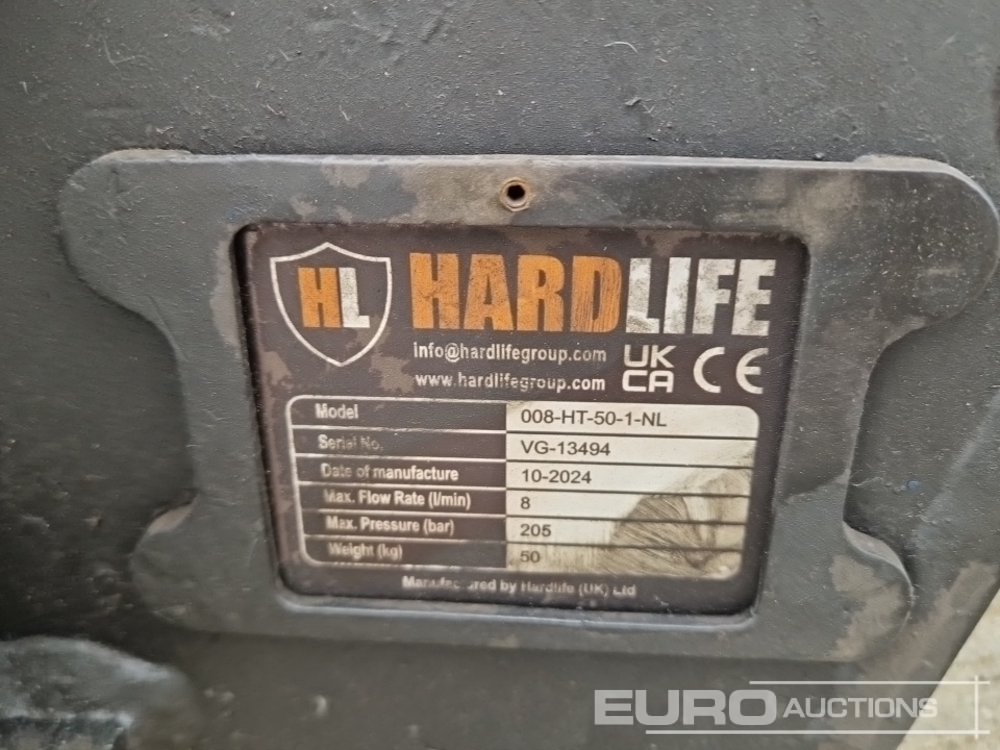 HL HARDLIFE
info@hardlifegroup.com UK
www.hardlifegroup.com CA CE
Model 008-HT-50-1-NL
Serial No. VG-13494
Date of manufacture 10-2024
Max. Flow Rate (l/min) 8
Max. Pressure (bar) 205
Weight (kg) 50
Manufactured by Hardlife (UK) Ltd
EURO AUCTIONS